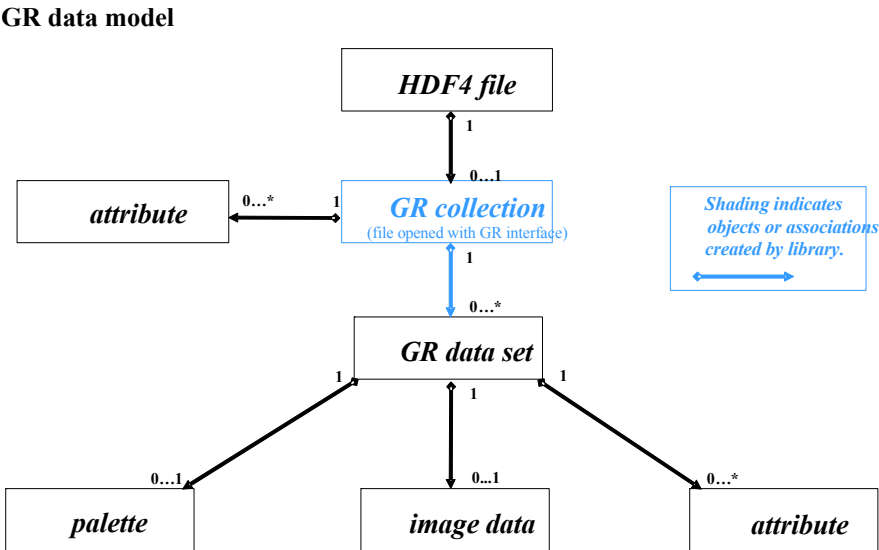 GR data model
HDF4 file
1
0…1
attribute
0…*
1
GR collection
(file opened with GR interface)
Shading indicates
objects or associations
created by library.
1
0…*
GR data set
1
1
1
0…1
0...1
0…*
palette
image data
attribute